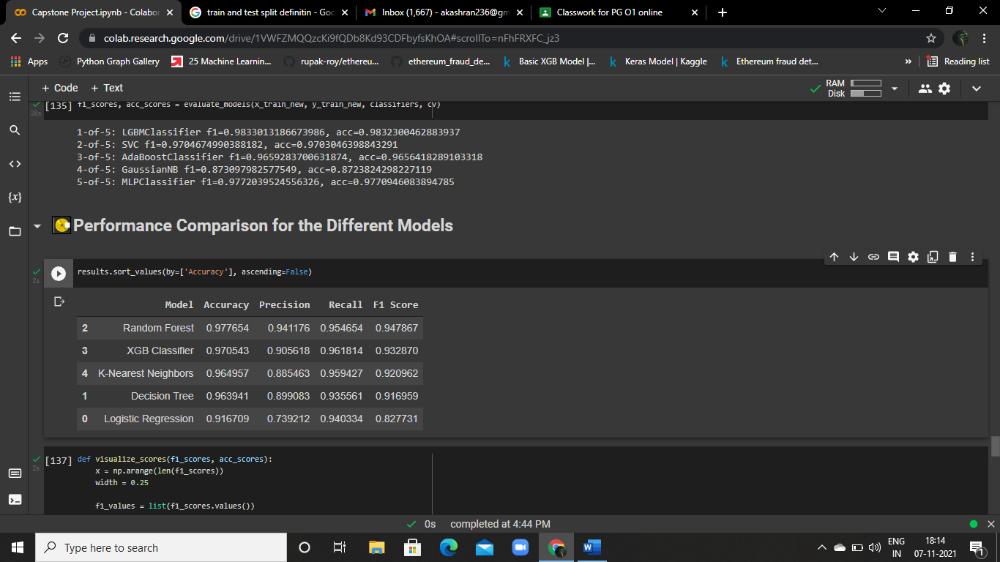 Capstone Project.ipynb - Colabor
train and test split definitin - Goo
Inbox (1,667) - akashran236@gm
Classwork for PG O1 online
colab.research.google.com/drive/1VWFZMQQzcKi9fQDb8Kd93CDFbyfsKhOA#scrollTo=nFhFRXFC_jz3
Apps
Python Graph Gallery
25 Machine Learnin...
rupak-roy/ethereu...
ethereum_fraud_de...
Basic XGB Model |...
Keras Model | Kaggle
Ethereum fraud det...
»
Reading list
+ Code + Text
RAM
Disk
[135] f1_scores, acc_scores = evaluate_models(x_train_new, y_train_new, classifiers, cv)
38s
1-of-5: LGBMClassifier f1=0.9833013186673986, acc=0.9832300462883937
2-of-5: SVC f1=0.9704674990388182, acc=0.9703046398843291
3-of-5: AdaBoostClassifier f1=0.9659283700631874, acc=0.9656418289103318
4-of-5: GaussianNB f1=0.873097982577549, acc=0.8723824298227119
5-of-5: MLPClassifier f1=0.9772039524556326, acc=0.9770946083894785
Performance Comparison for the Different Models
results.sort_values(by=['Accuracy'], ascending=False)
2s
Model Accuracy Precision Recall F1 Score
2 Random Forest 0.977654 0.941176 0.954654 0.947867
3 XGB Classifier 0.970543 0.905618 0.961814 0.932870
4 K-Nearest Neighbors 0.964957 0.885463 0.959427 0.920962
1 Decision Tree 0.963941 0.899083 0.935561 0.916959
0 Logistic Regression 0.916709 0.739212 0.940334 0.827731
[137] def visualize_scores(f1_scores, acc_scores):
2s
x = np.arange(len(f1_scores))
width = 0.25
f1_values = list(f1_scores.values())
0s completed at 4:44 PM
Type here to search
ENG
IN
18:14
07-11-2021
1